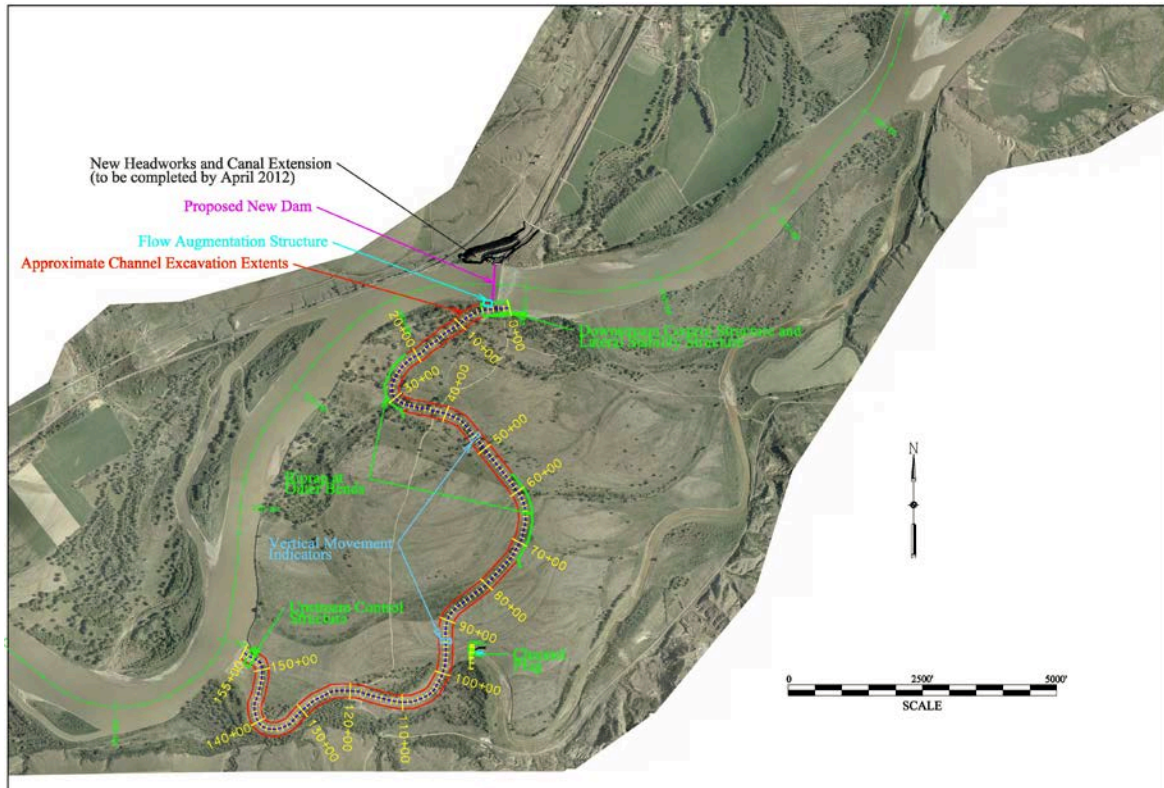 New Headworks and Canal Extension
(to be completed by April 2012)
Proposed New Dam
Flow Augmentation Structure
Approximate Channel Excavation Extents
Downstream Control Structure and
Lateral Stability Structure
0+00
10+00
20+00
30+00
40+00
50+00
60+00
Riprap at
Outer Bends
70+00
Vertical Movement
Indicators
80+00
Upstream Control
Structure
90+00
Channel
Plug
100+00
110+00
120+00
130+00
140+00
150+00
155+00
N
0 2500' 5000'
SCALE